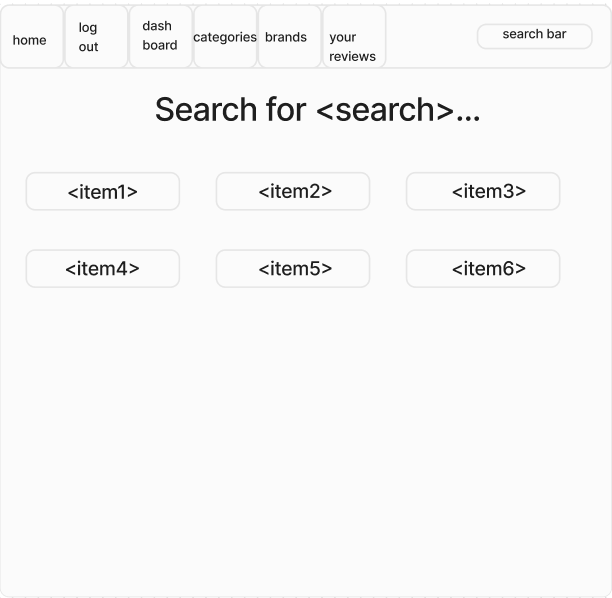 home
log
out
dash
board
categories
brands
your
reviews
search bar
Search for <search>...
<item1>
<item2>
<item3>
<item4>
<item5>
<item6>